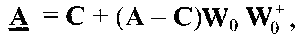 A = C + (A – C)W₀ W₀⁺,